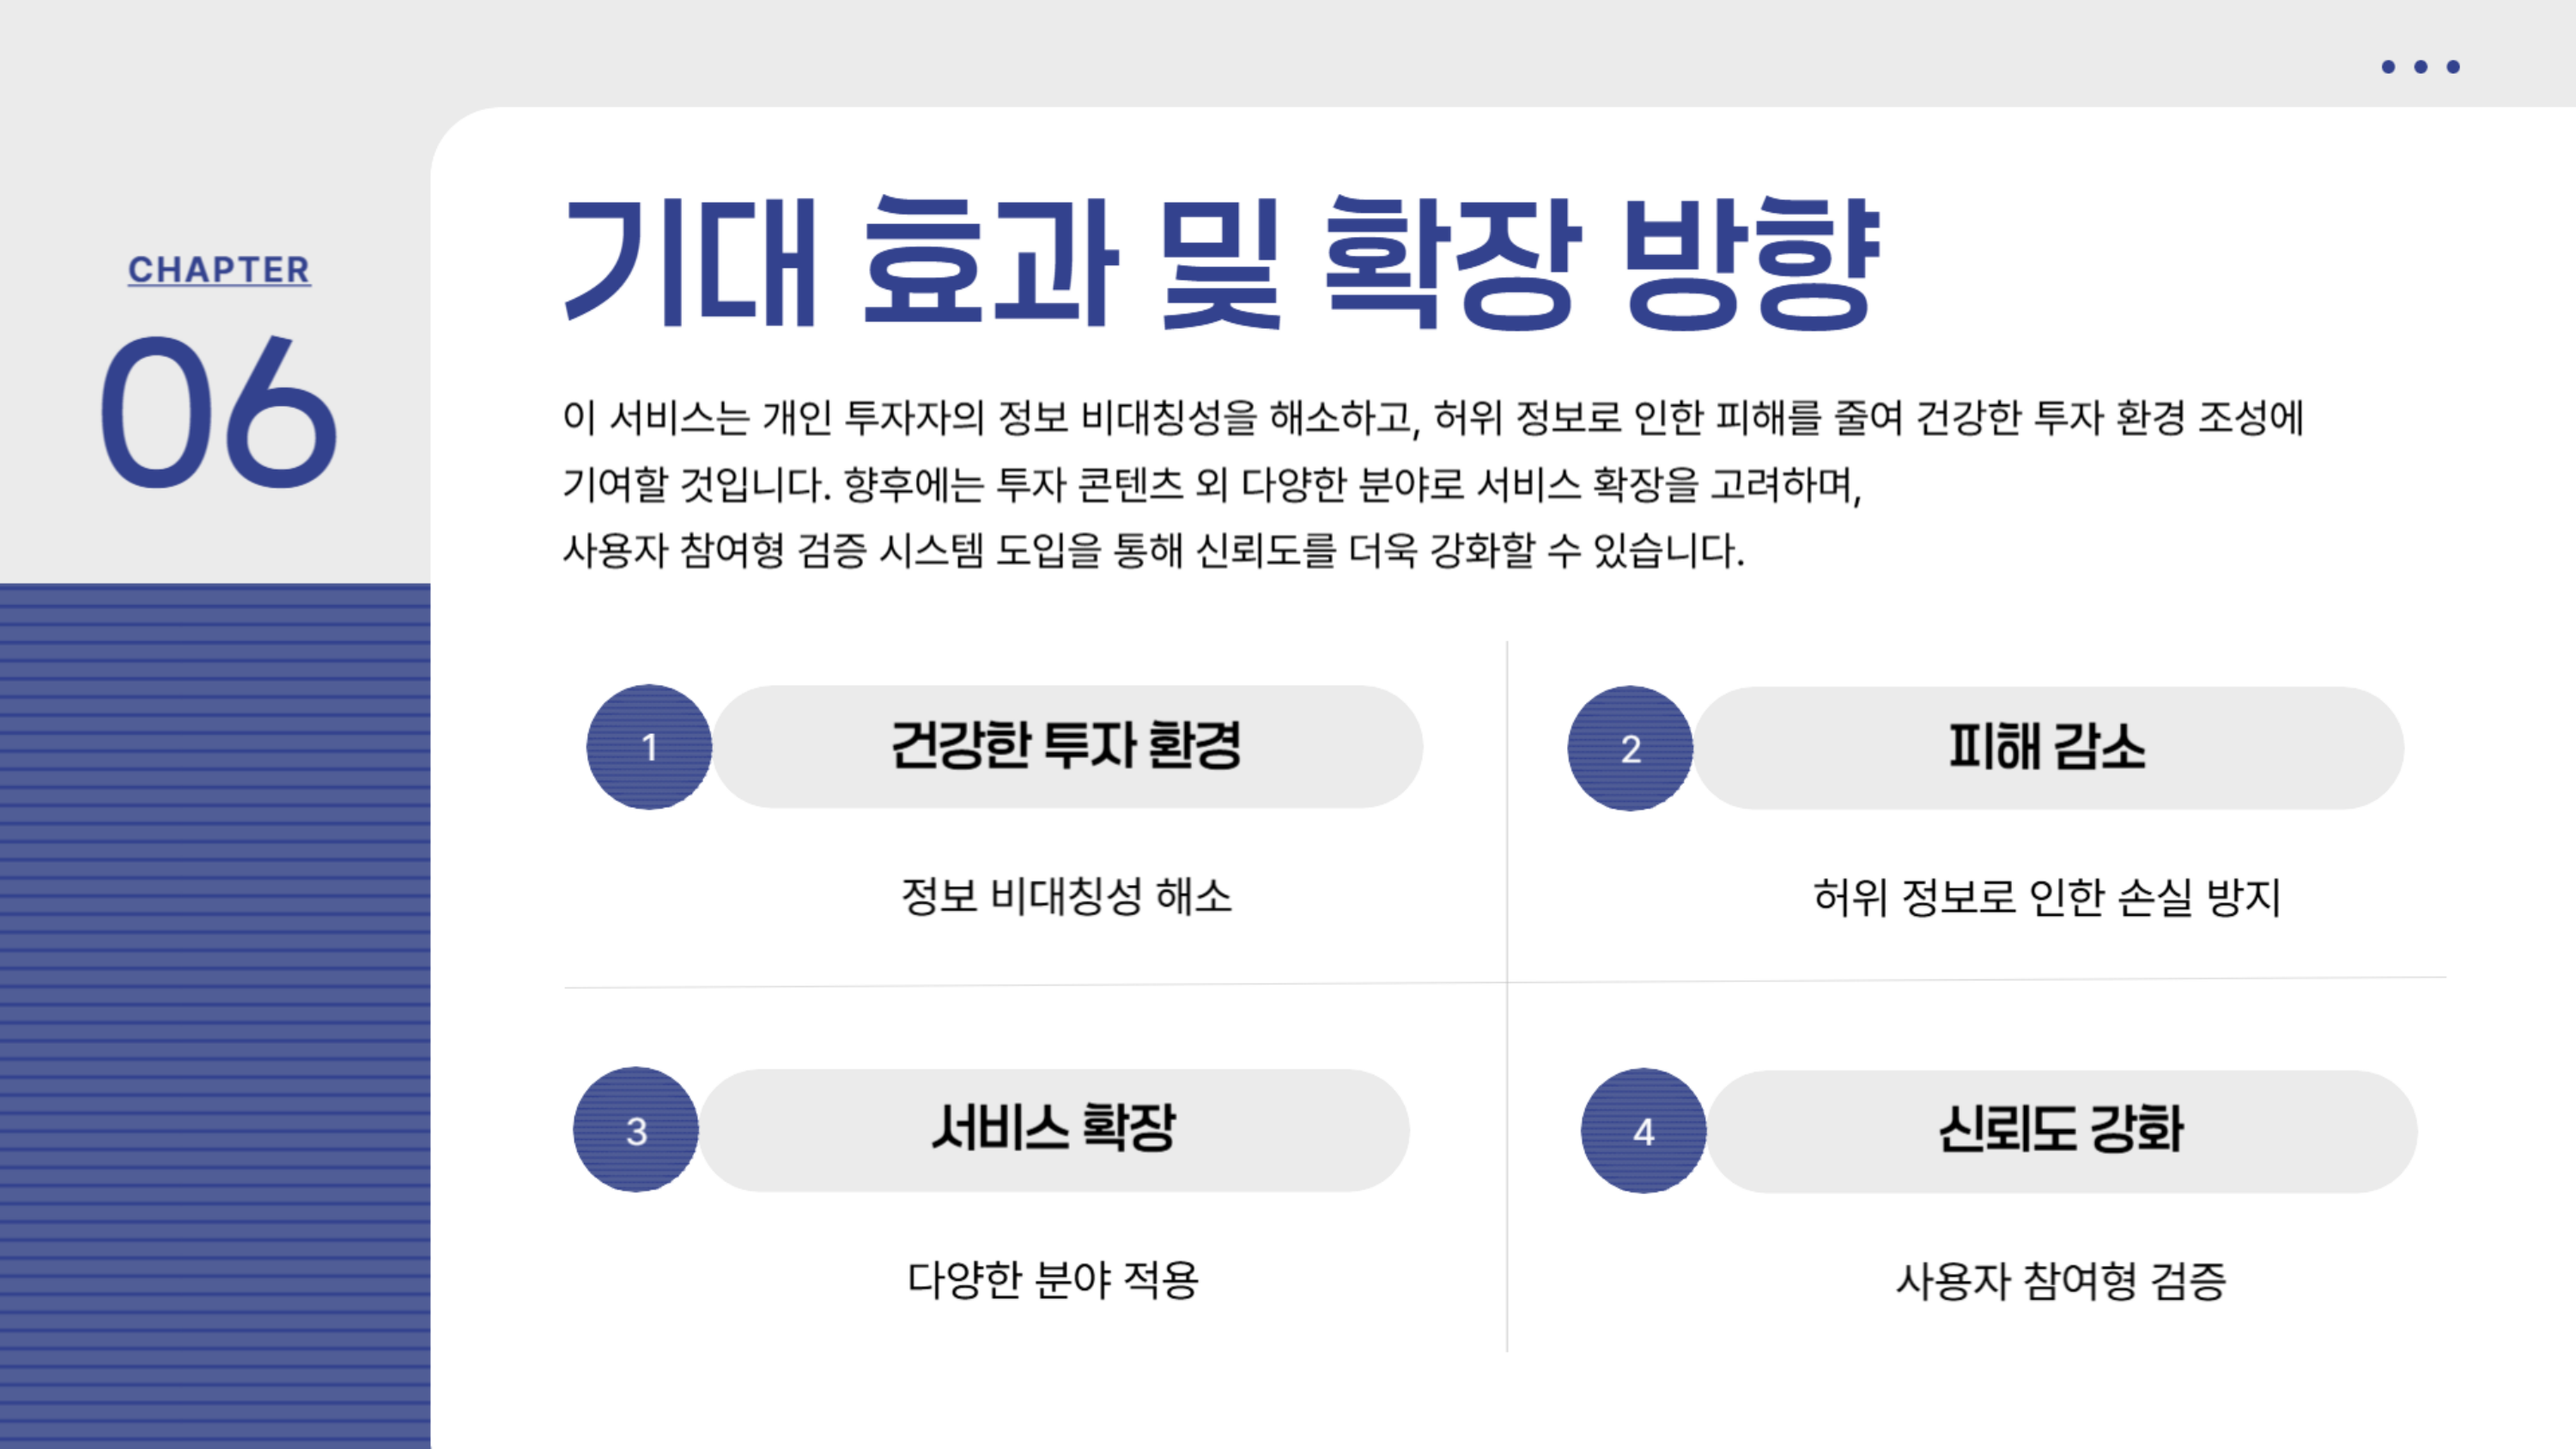 CHAPTER
06
기대 효과 및 확장 방향
이 서비스는 개인 투자자의 정보 비대칭성을 해소하고, 허위 정보로 인한 피해를 줄여 건강한 투자 환경 조성에
기여할 것입니다. 향후에는 투자 콘텐츠 외 다양한 분야로 서비스 확장을 고려하며,
사용자 참여형 검증 시스템 도입을 통해 신뢰도를 더욱 강화할 수 있습니다.
1
건강한 투자 환경
정보 비대칭성 해소
2
피해 감소
허위 정보로 인한 손실 방지
3
서비스 확장
다양한 분야 적용
4
신뢰도 강화
사용자 참여형 검증